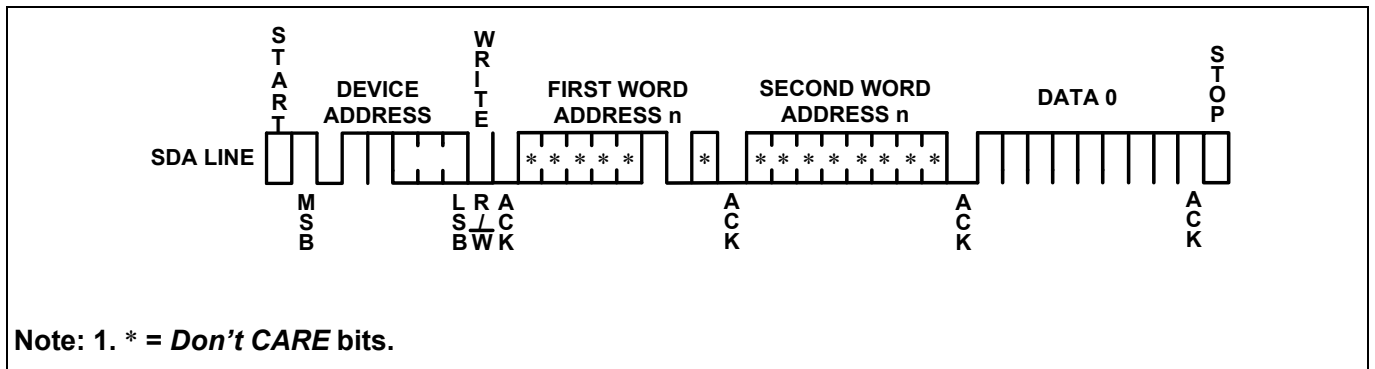 START
WRITE
STOP
DEVICE
ADDRESS
FIRST WORD
ADDRESS n
SECOND WORD
ADDRESS n
DATA 0
SDA LINE
* * * * * * * * * * * * * *
MSB
LSB
R/W
ACK
ACK
ACK
ACK
Note: 1. * = Don't CARE bits.